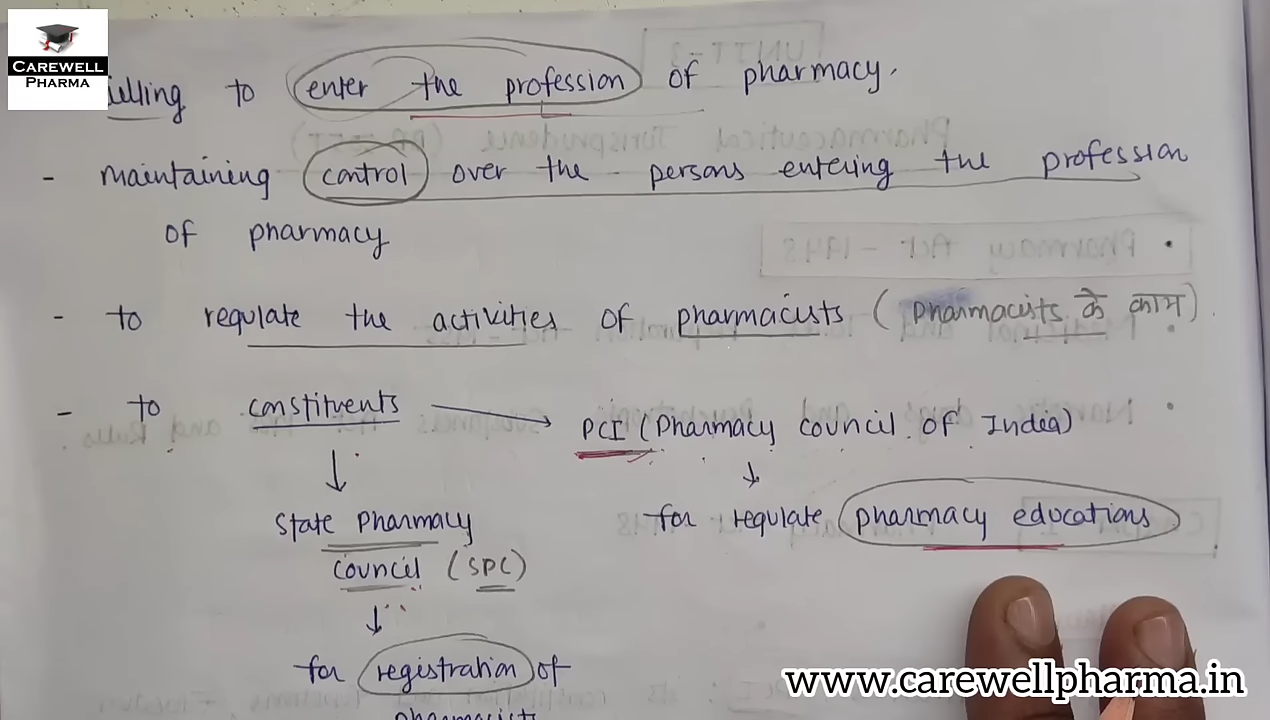 CAREWELL
PHARMA
willing to enter the profession of pharmacy.
- maintaining control over the persons entering the profession
of pharmacy
- to regulate the activities of pharmacists ( pharmacists के काम ).
- to constituents → PCI (Pharmacy council of India)
↓ ↓
State Pharmacy for regulate pharmacy educations
Council (SPC)
↓
for registration of
pharmacists
www.carewellpharma.in